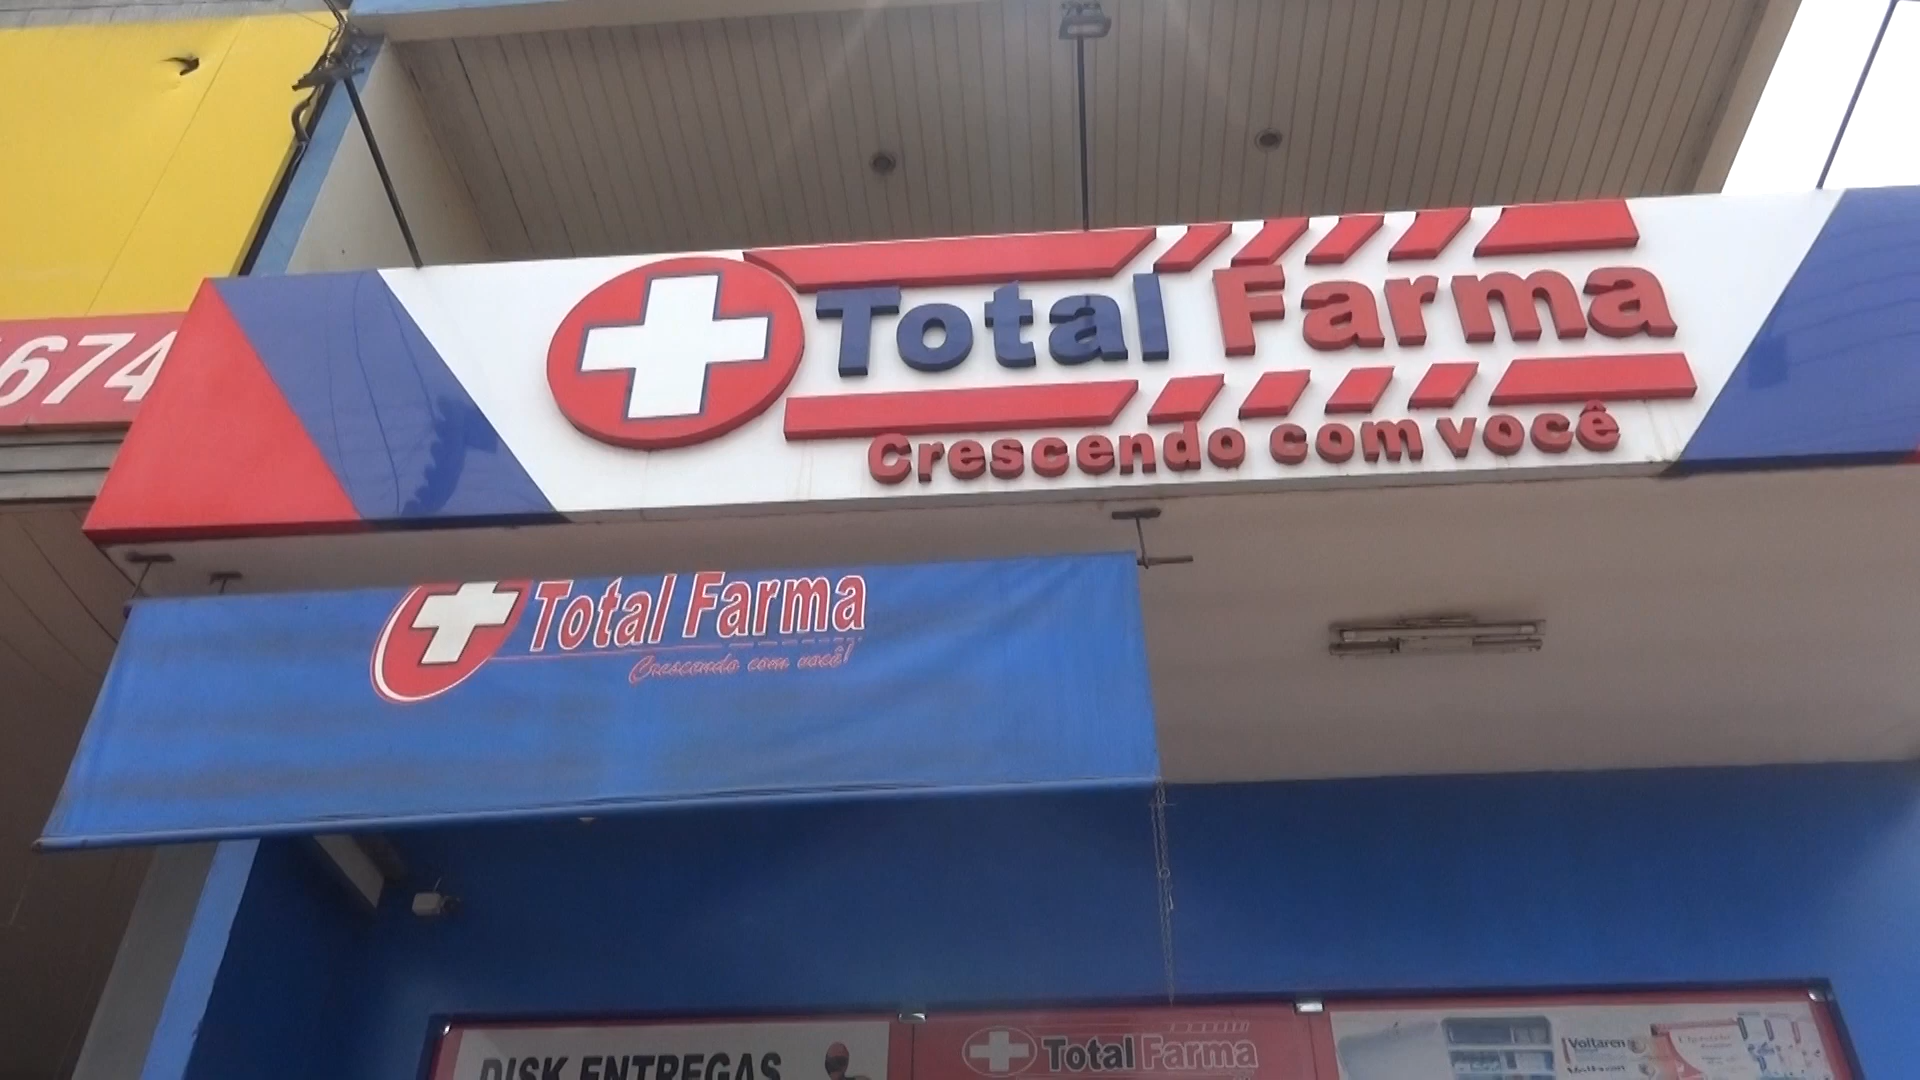 674
Total Farma
Crescendo com você
Total Farma
Crescendo com você!
DISK ENTREGAS
Total Farma
Voltaren